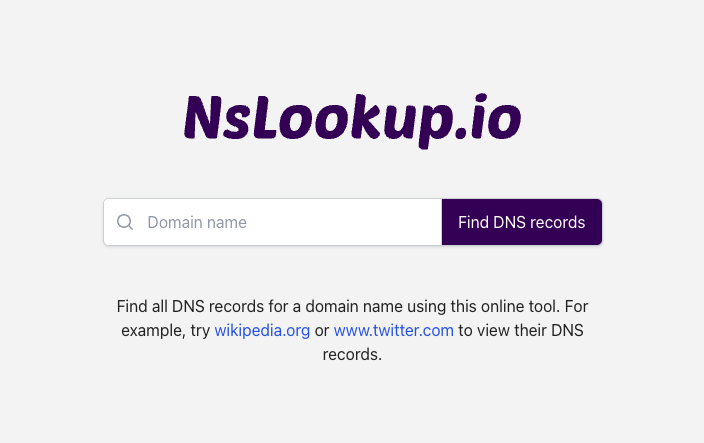 NsLookup.io
Domain name
Find DNS records
Find all DNS records for a domain name using this online tool. For
example, try wikipedia.org or www.twitter.com to view their DNS
records.